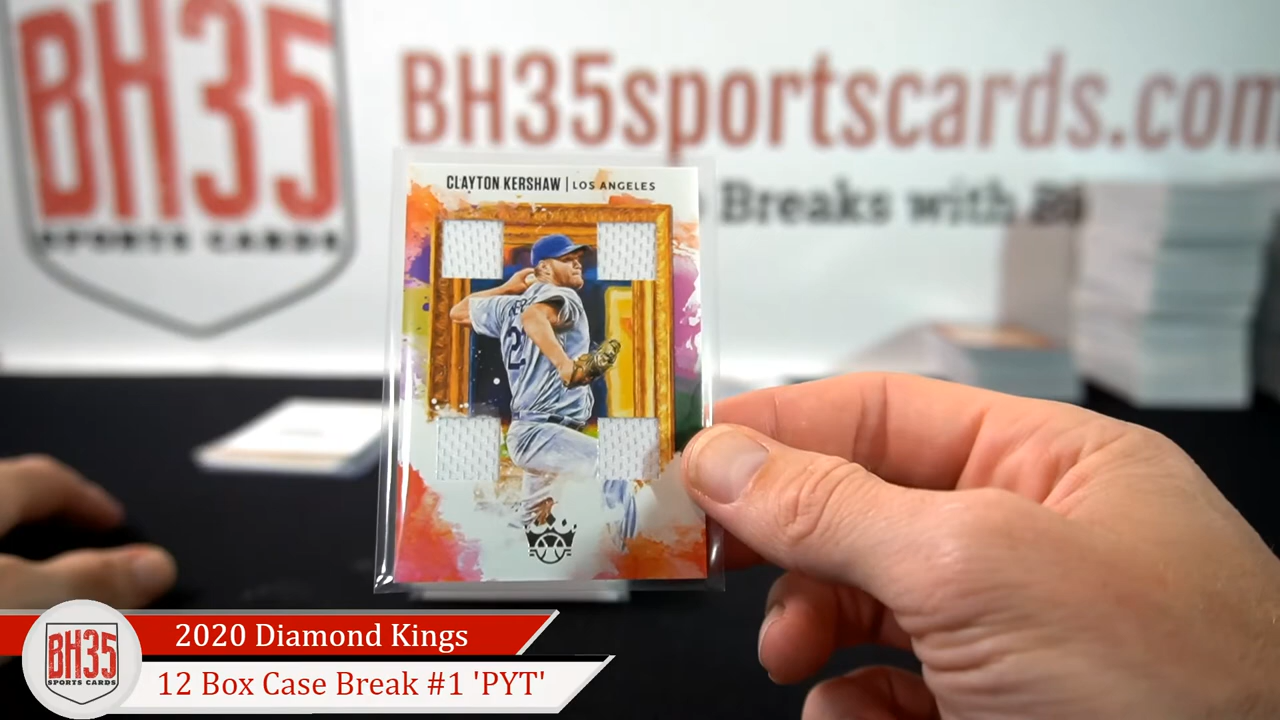 BH35
SPORTS CARDS
BH35sportscards.com
Breaks with
CLAYTON KERSHAW | LOS ANGELES
BH35
SPORTS CARDS
2020 Diamond Kings
12 Box Case Break #1 'PYT'